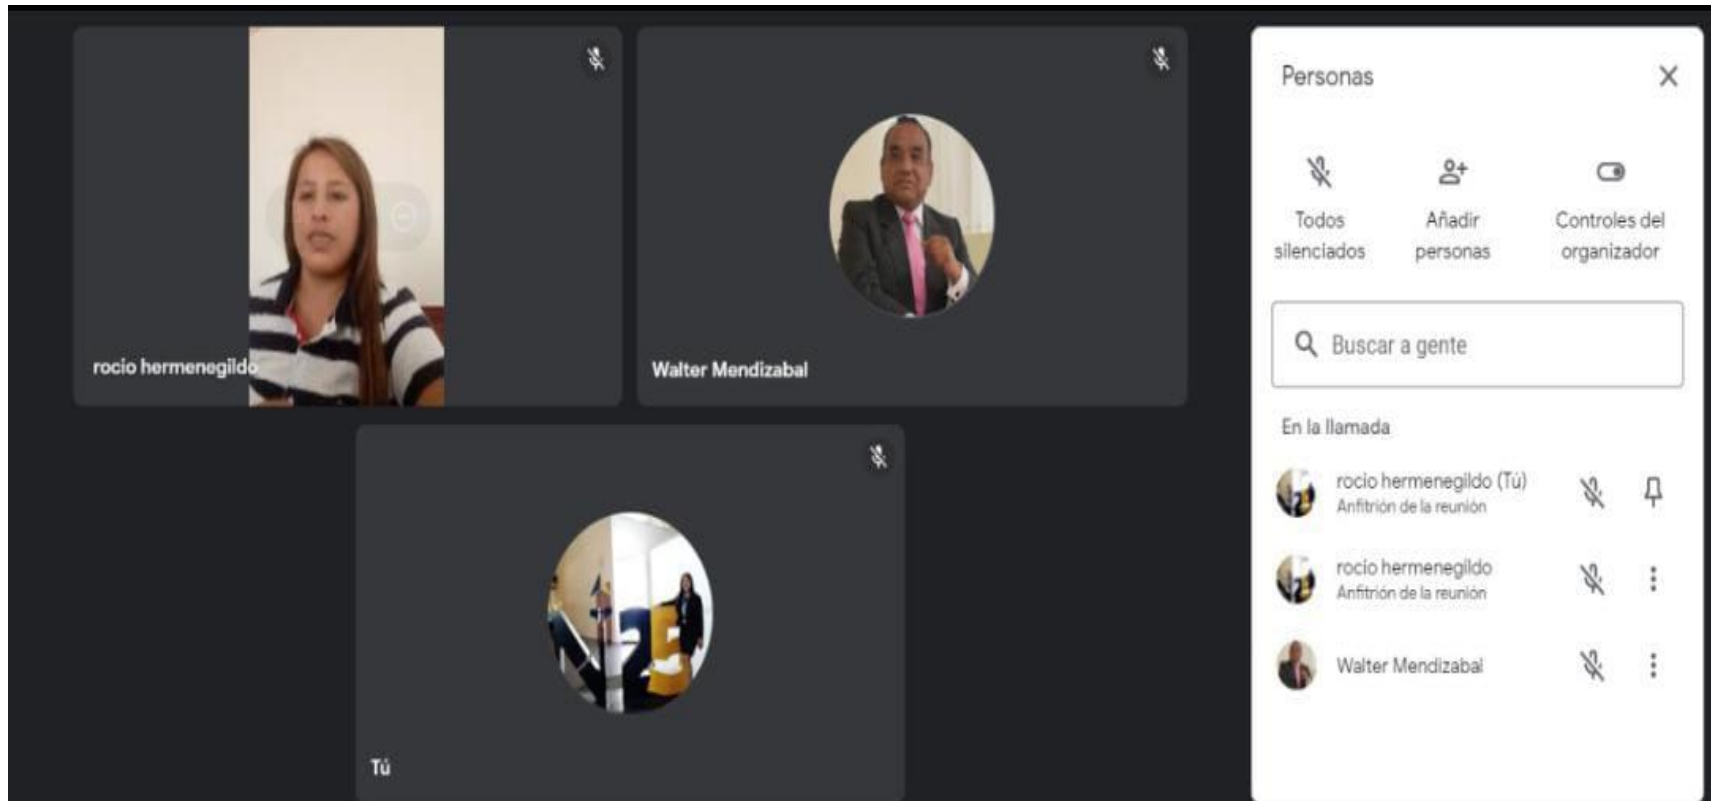 rocio hermenegildo
Walter Mendizabal
Tú
25
Personas
Todos
silenciados
Añadir
personas
Controles del
organizador
Buscar a gente
En la llamada
rocio hermenegildo (Tú)
Anfitrión de la reunión
rocio hermenegildo
Anfitrión de la reunión
Walter Mendizabal